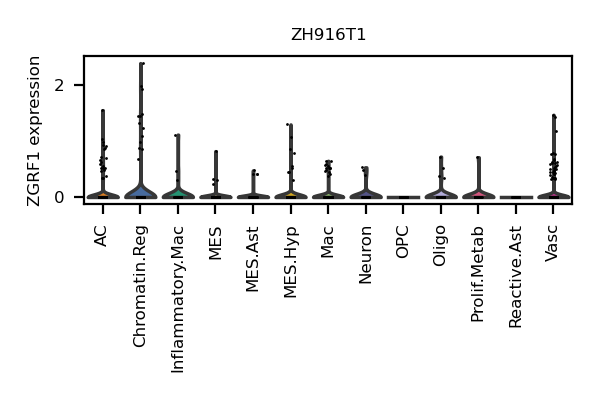 ZH916T1
ZGRF1 expression
2
0
AC
Chromatin.Reg
Inflammatory.Mac
MES
MES.Ast
MES.Hyp
Mac
Neuron
OPC
Oligo
Prolif.Metab
Reactive.Ast
Vasc